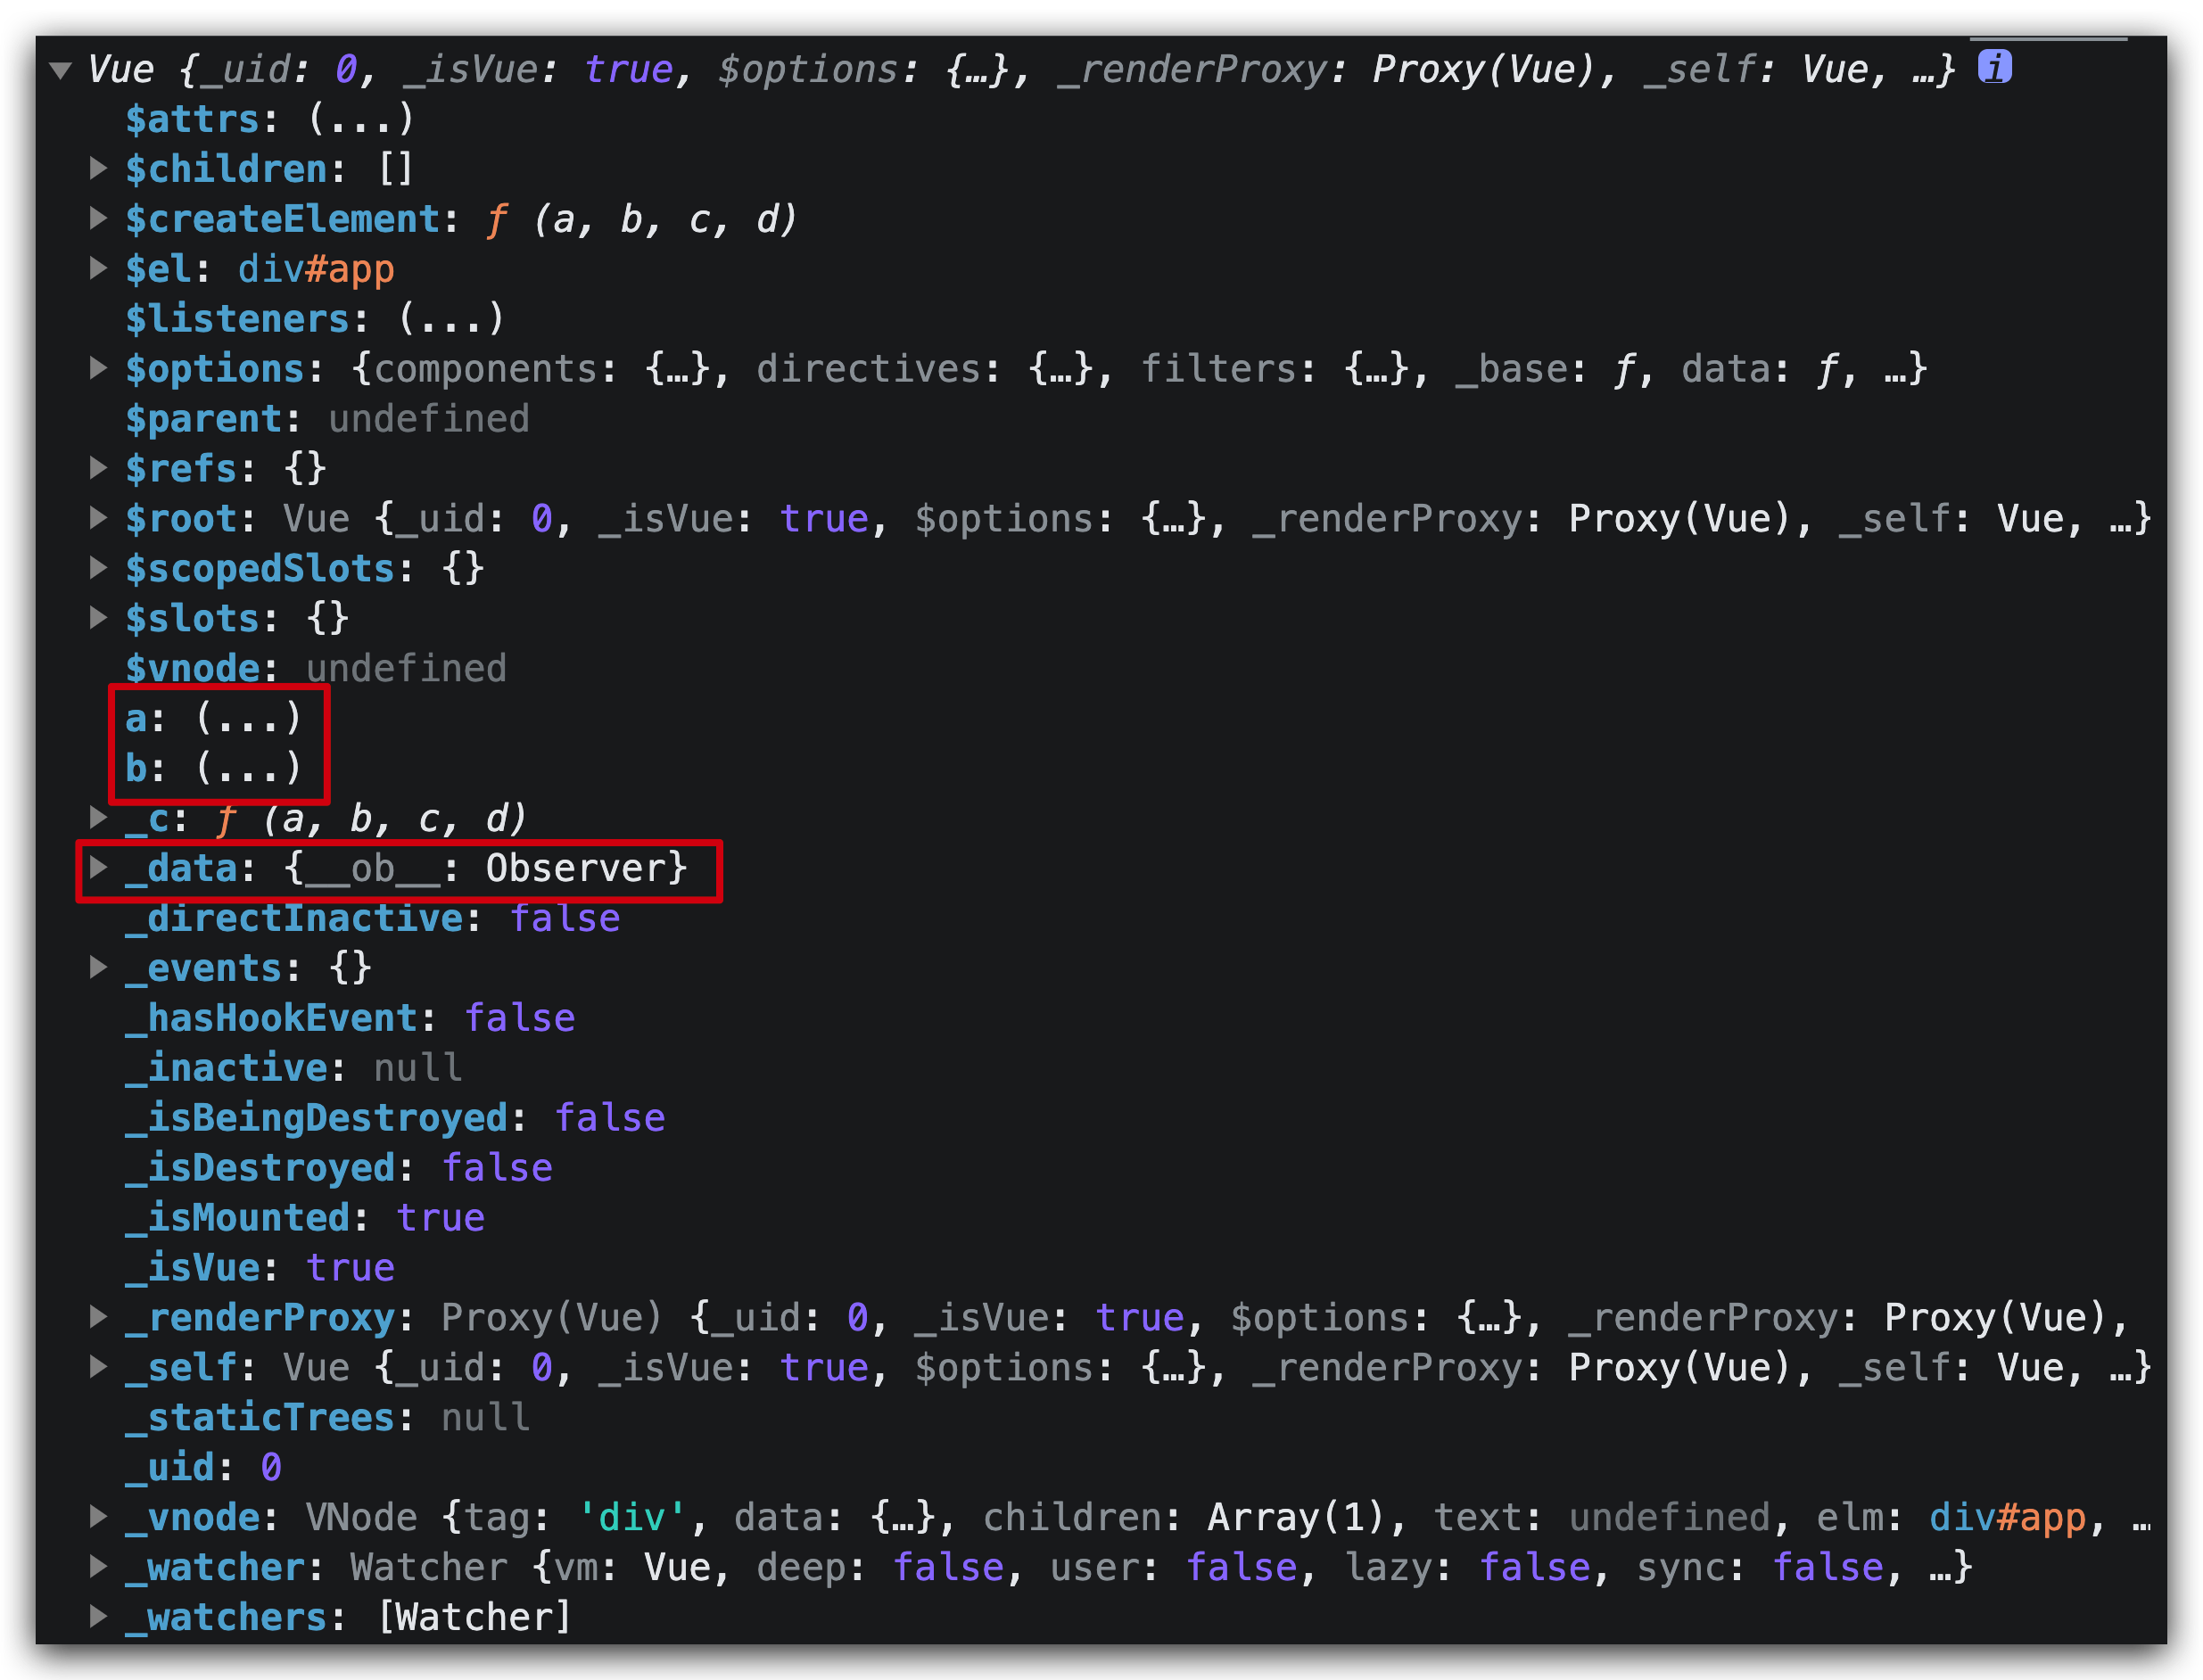 Vue {_uid: 0, _isVue: true, $options: {…}, _renderProxy: Proxy(Vue), _self: Vue, …} i
$attrs: (...)
$children: []
$createElement: ƒ (a, b, c, d)
$el: div#app
$listeners: (...)
$options: {components: {…}, directives: {…}, filters: {…}, _base: ƒ, data: ƒ, …}
$parent: undefined
$refs: {}
$root: Vue {_uid: 0, _isVue: true, $options: {…}, _renderProxy: Proxy(Vue), _self: Vue, …}
$scopedSlots: {}
$slots: {}
$vnode: undefined
a: (...)
b: (...)
_c: ƒ (a, b, c, d)
_data: {__ob__: Observer}
_directInactive: false
_events: {}
_hasHookEvent: false
_inactive: null
_isBeingDestroyed: false
_isDestroyed: false
_isMounted: true
_isVue: true
_renderProxy: Proxy(Vue) {_uid: 0, _isVue: true, $options: {…}, _renderProxy: Proxy(Vue),
_self: Vue {_uid: 0, _isVue: true, $options: {…}, _renderProxy: Proxy(Vue), _self: Vue, …}
_staticTrees: null
_uid: 0
_vnode: VNode {tag: 'div', data: {…}, children: Array(1), text: undefined, elm: div#app, …
_watcher: Watcher {vm: Vue, deep: false, user: false, lazy: false, sync: false, …}
_watchers: [Watcher]